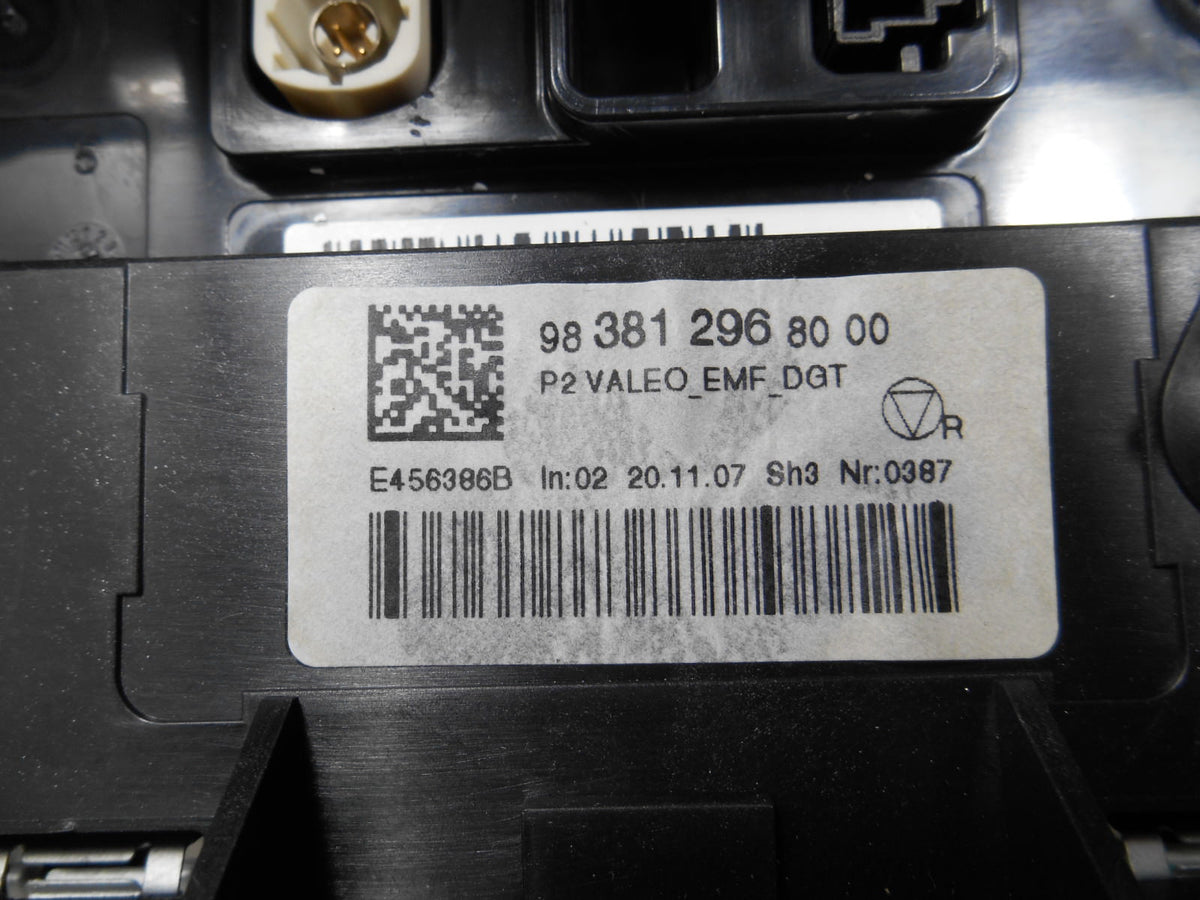 98 381 296 80 00
P2 VALEO_EMF_DGT
R
E456386B In:02 20.11.07 Sh3 Nr:0387